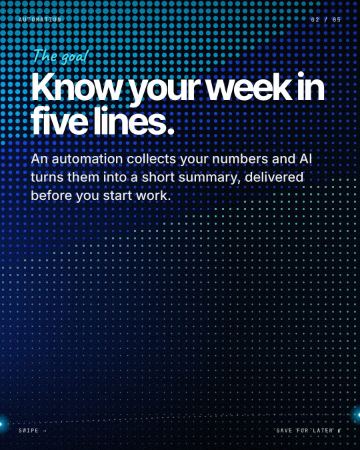 AUTOMATION
02 / 05
The goal
Know your week in
five lines.
An automation collects your numbers and AI
turns them into a short summary, delivered
before you start work.
SWIPE →
SAVE FOR LATER